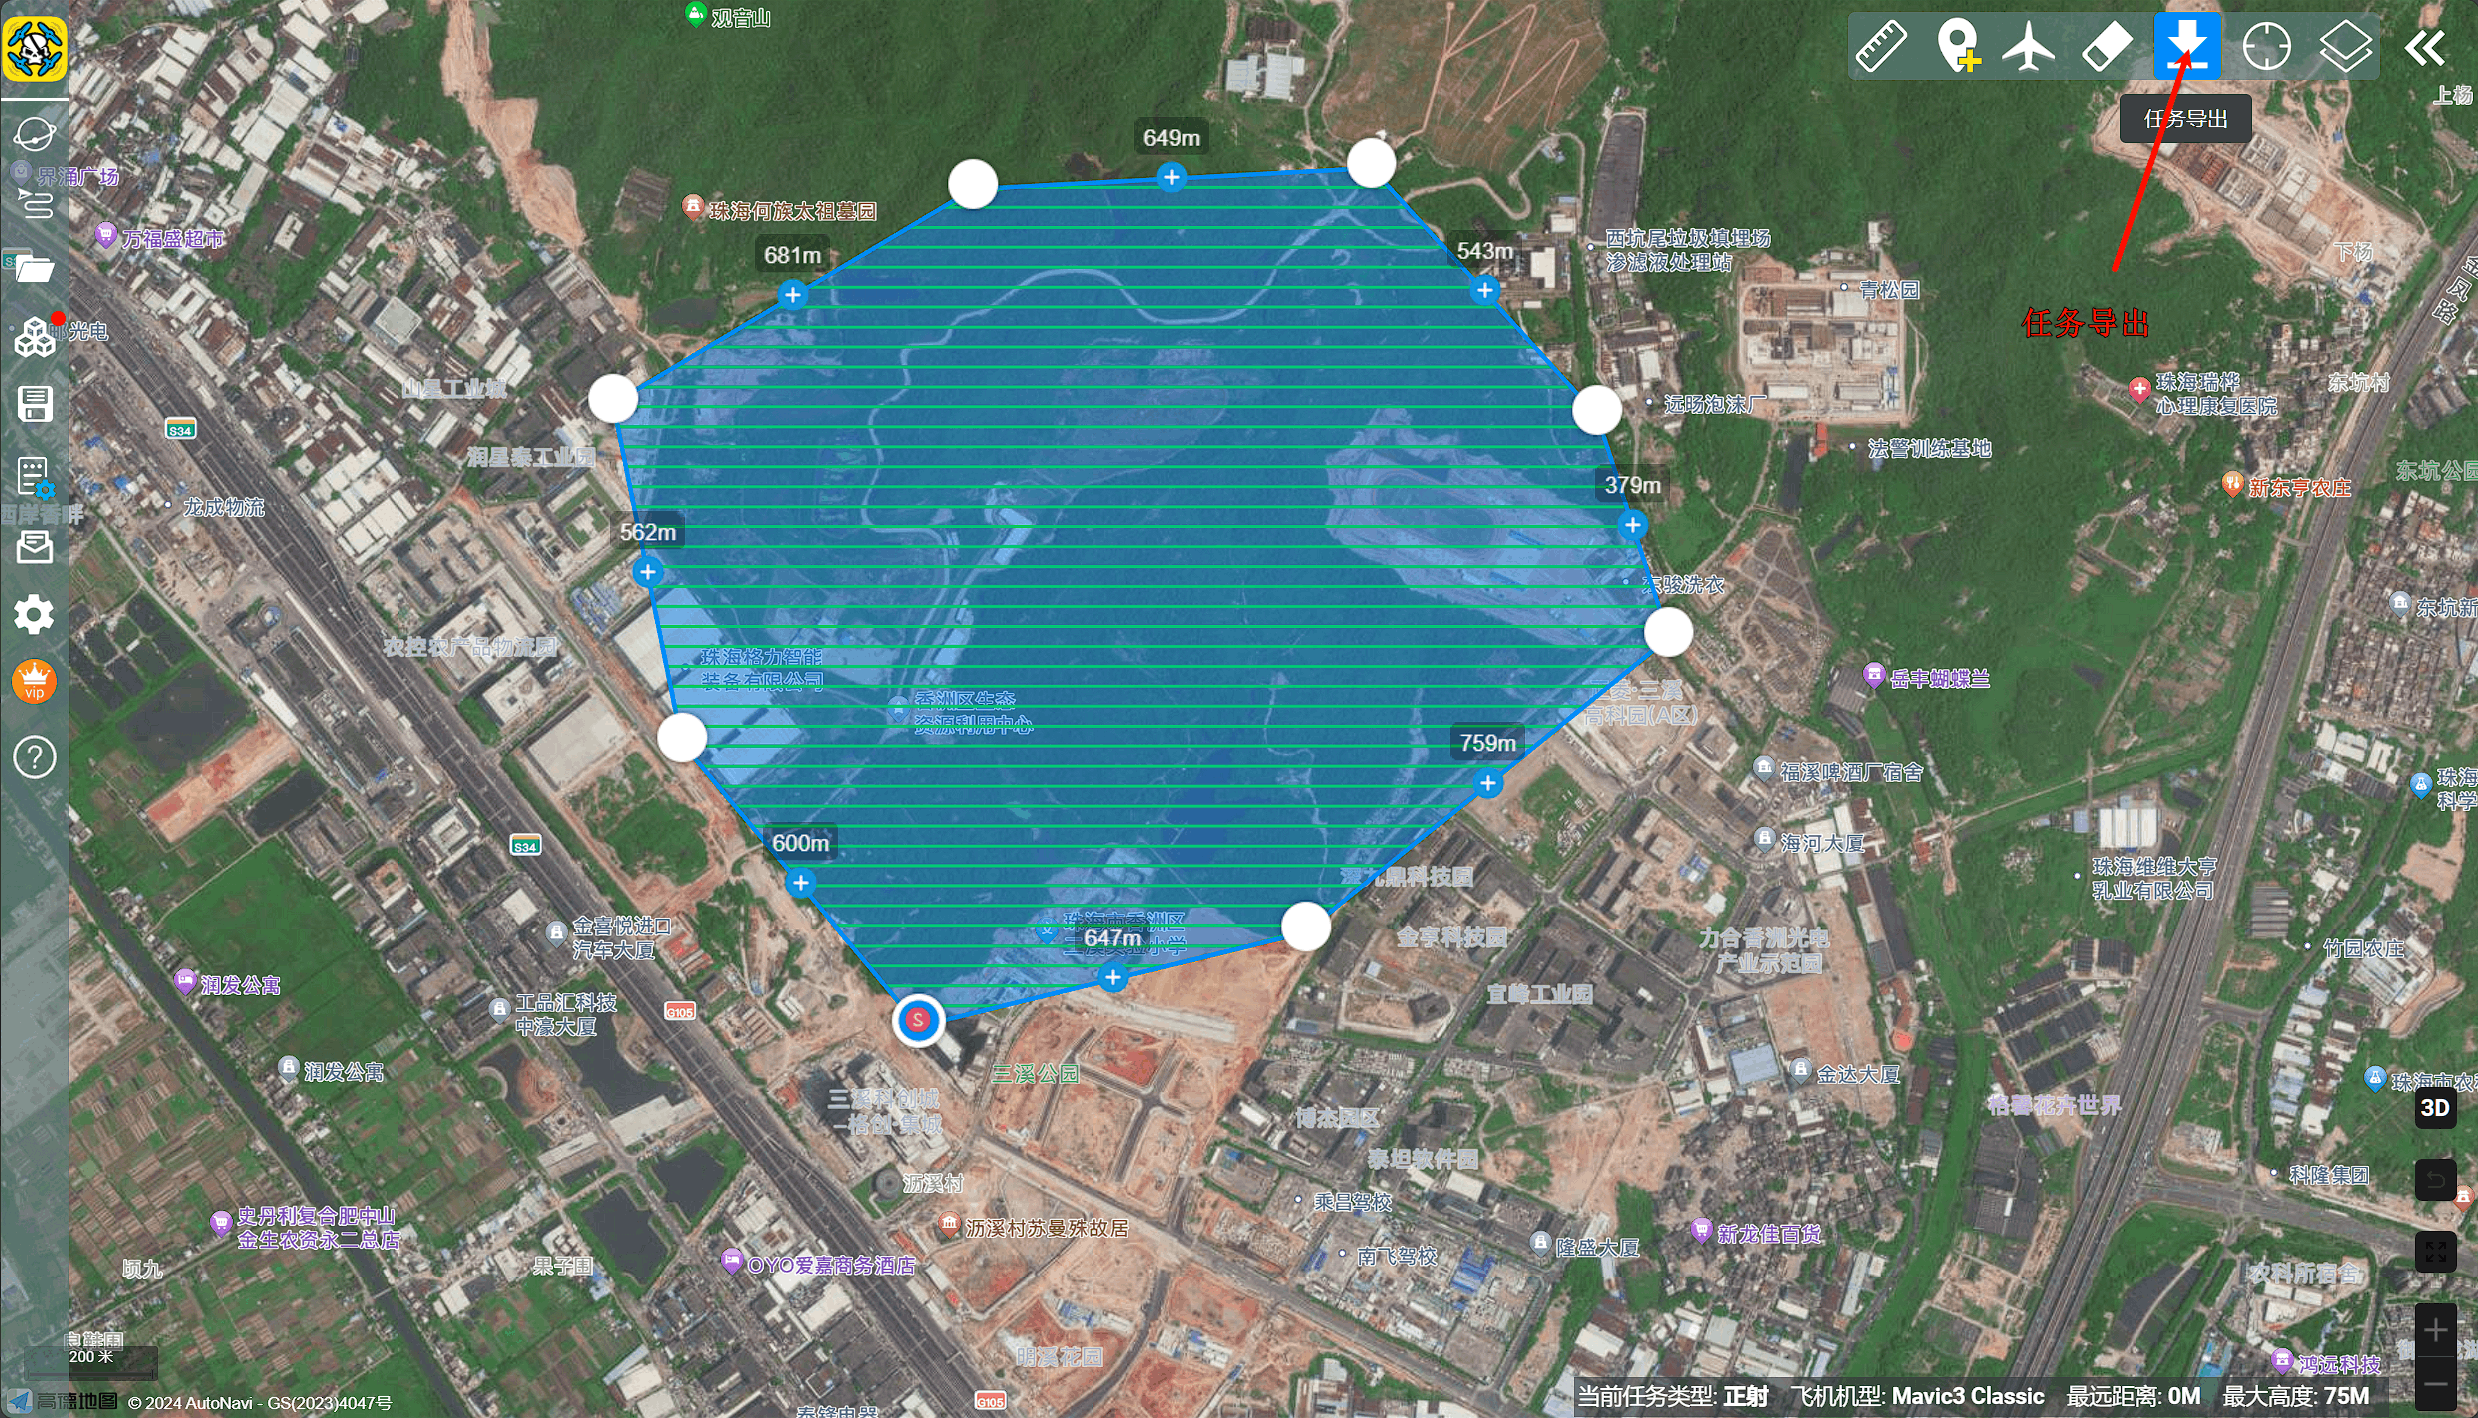 观音山
上杨
任务导出
649m
界涌广场
珠海何族太祖墓园
万福盛超市
681m
543m
西坑尾垃圾填埋场
渗滤液处理站
下杨
青松园
金凤路
任务导出
邮光电
山星工业城
远旸泡沫厂
珠海瑞桦
心理康复医院
东坑村
S34
润星泰工业园
法警训练基地
东坑公园
379m
新东亨农庄
龙成物流
西岸香畔
562m
东骏洗衣
东坑新
农控农产品物流园
珠海格力智能
装备有限公司
岳丰蝴蝶兰
vip
香洲区生态
资源利用中心
三溪
高科园(A区)
759m
福溪啤酒厂宿舍
珠海
科学
600m
S34
海河大厦
珠海维维大亨
乳业有限公司
九鼎科技园
金喜悦进口
汽车大厦
珠海市香洲区
647m
金亨科技园
力合香洲光电
产业示范园
竹园农庄
润发公寓
宜峰工业园
工品汇科技
中濠大厦
G105
S
润发公寓
三溪公园
金达大厦
珠海市农
三溪科创城
—格创·集城
博杰园区
格馨花卉世界
3D
泰坦软件园
沥溪村
乘昌驾校
科隆集团
史丹利复合肥中山
金生农资永二总店
沥溪村苏曼殊故居
新龙佳百货
南飞驾校
隆盛大厦
OYO爱嘉商务酒店
果子围
顷九
农科所宿舍
200 米
明溪花园
鸿远科技
高德地图 © 2024 AutoNavi - GS(2023)4047号
G105
当前任务类型: 正射 飞机机型: Mavic3 Classic 最远距离: 0M 最大高度: 75M